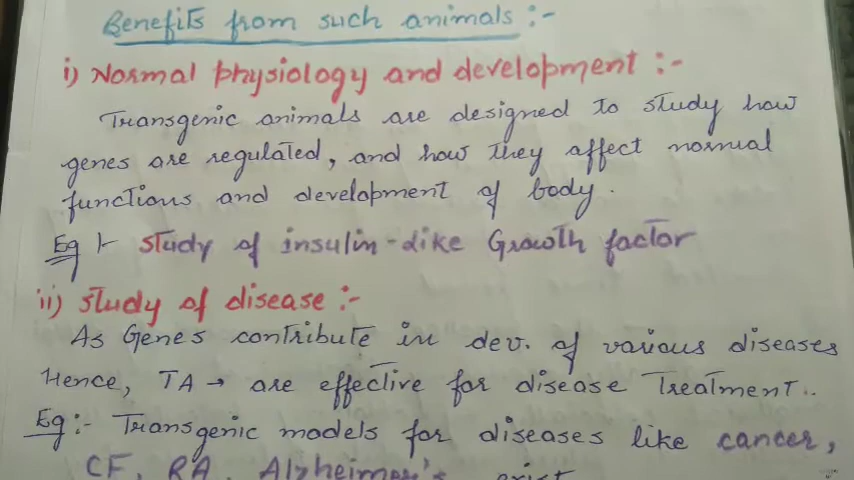 Benefits from such animals :-
i) Normal physiology and development :-
Transgenic animals are designed to study how
genes are regulated, and how they affect normal
functions and development of body.
Eg :- study of insulin-like Growth factor
ii) study of disease :-
As Genes contribute in dev. of various diseases
Hence, TA → are effective for disease Treatment..
Eg:- Transgenic models for diseases like cancer,
CF, RA, Alzheimer's exist